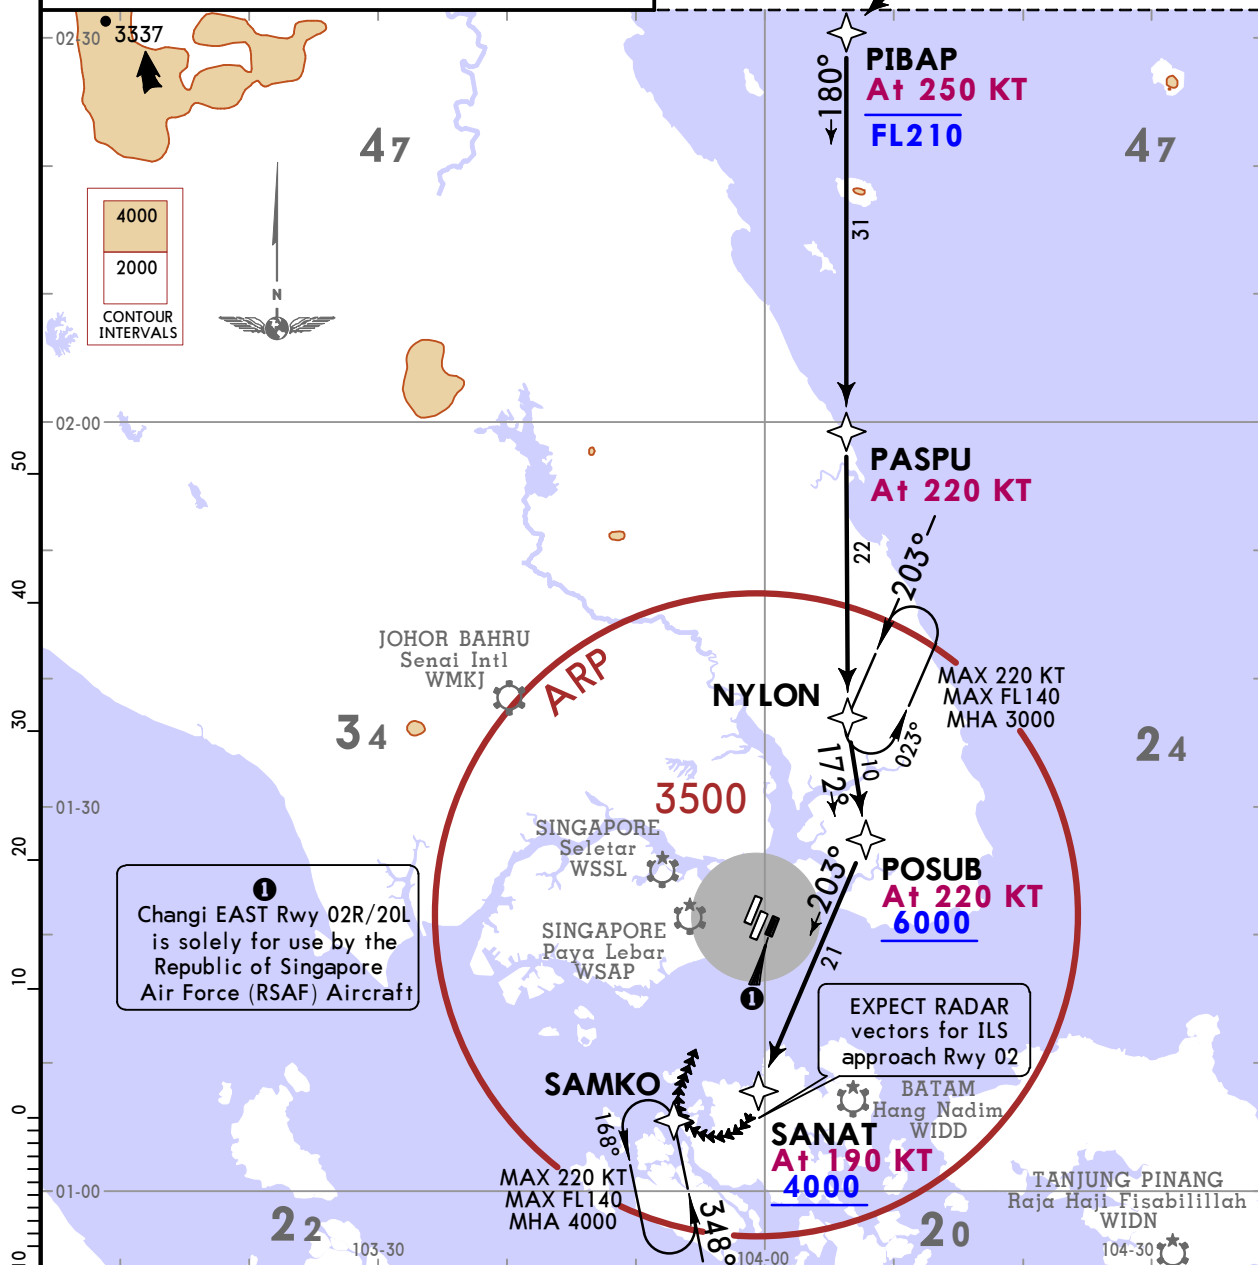 02-30
3337
PIBAP
At 250 KT
FL210
180°
47
47
31
4000
2000
CONTOUR
INTERVALS
N
02-00
PASPU
At 220 KT
50
22
203°
40
JOHOR BAHRU
Senai Intl
WMKJ
ARP
NYLON
MAX 220 KT
MAX FL140
MHA 3000
34
30
023°
24
172°
10
3500
01-30
SINGAPORE
Seletar
WSSL
20
203°
POSUB
At 220 KT
6000
1
Changi EAST Rwy 02R/20L
is solely for use by the
Republic of Singapore
Air Force (RSAF) Aircraft
SINGAPORE
Paya Lebar
WSAP
21
10
1
EXPECT RADAR
vectors for ILS
approach Rwy 02
SAMKO
BATAM
Hang Nadim
WIDD
0
168°
SANAT
At 190 KT
4000
MAX 220 KT
MAX FL140
MHA 4000
TANJUNG PINANG
Raja Haji Fisabilillah
WIDN
01-00
22
348°
20
103-30
104-00
104-30
10